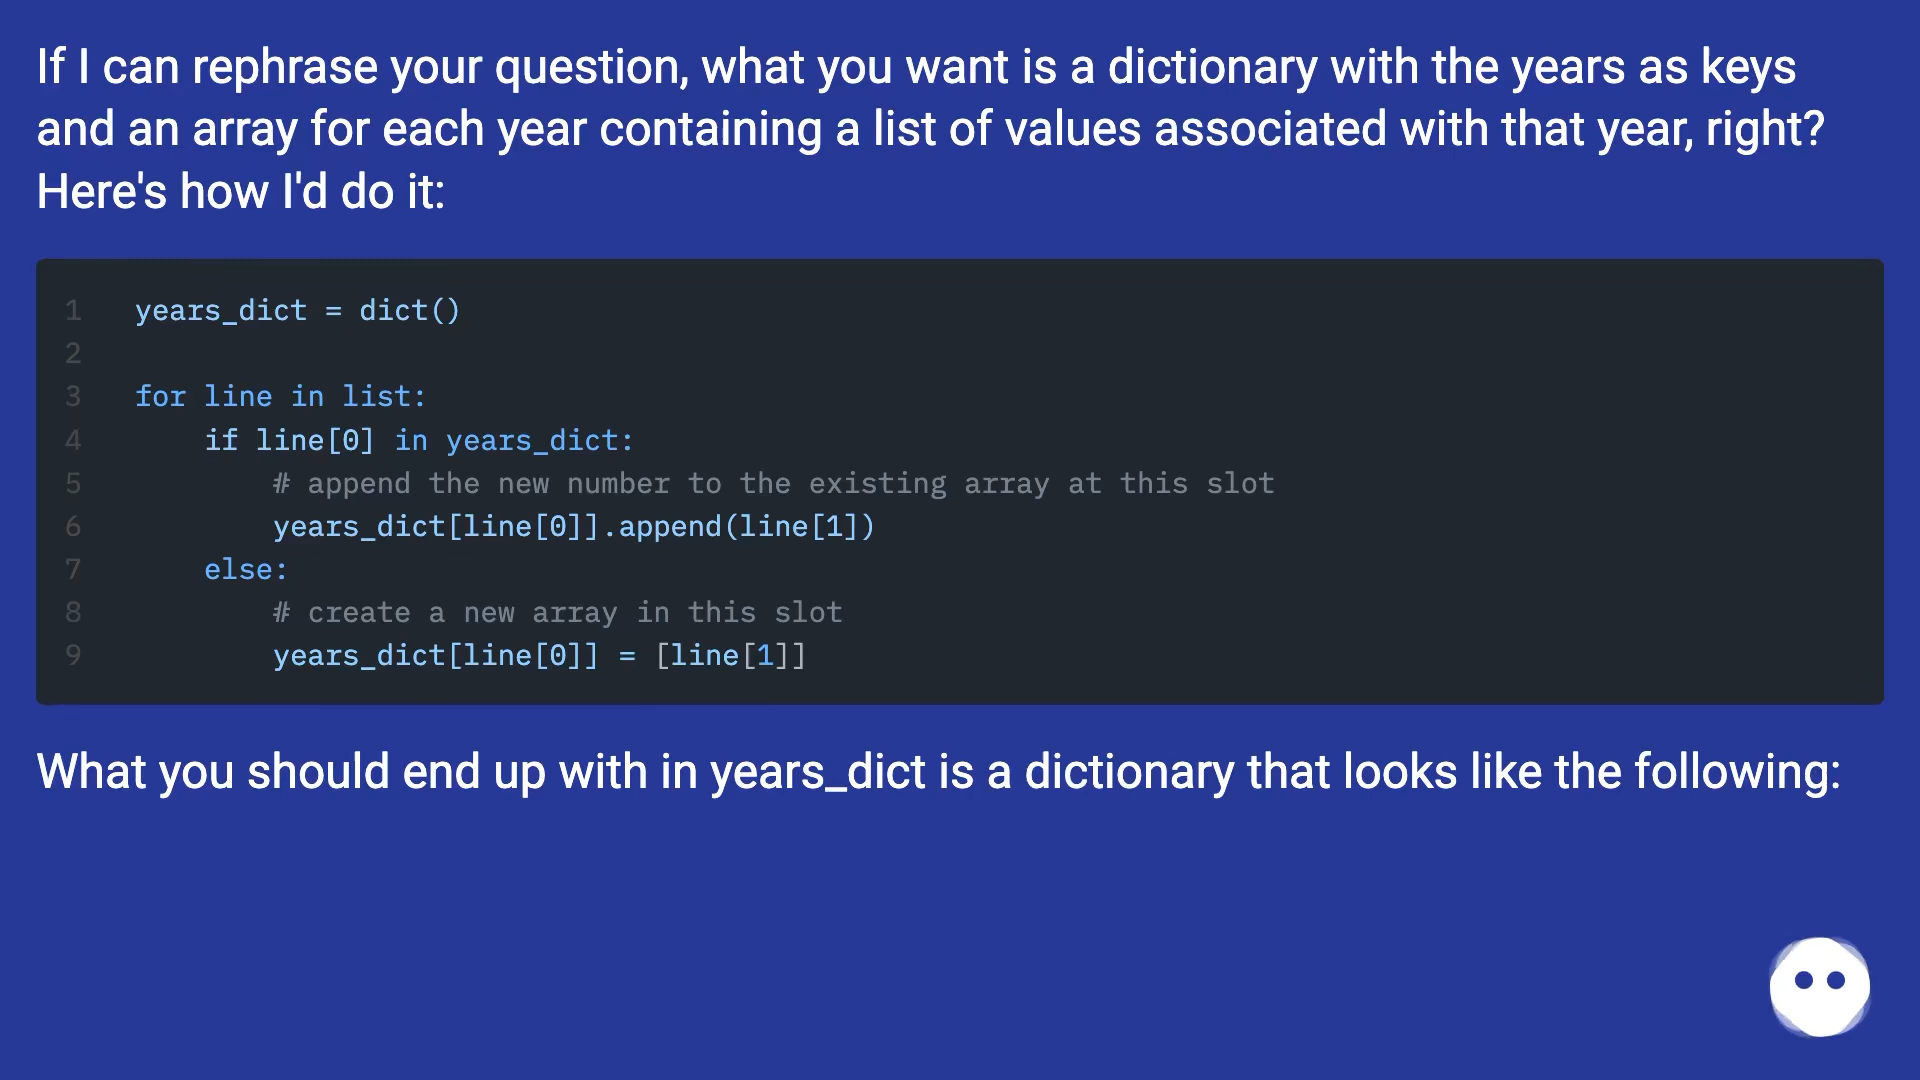 If I can rephrase your question, what you want is a dictionary with the years as keys
and an array for each year containing a list of values associated with that year, right?
Here's how I'd do it:
1 years_dict = dict()
2
3 for line in list:
4     if line[0] in years_dict:
5         # append the new number to the existing array at this slot
6         years_dict[line[0]].append(line[1])
7     else:
8         # create a new array in this slot
9         years_dict[line[0]] = [line[1]]
What you should end up with in years_dict is a dictionary that looks like the following: